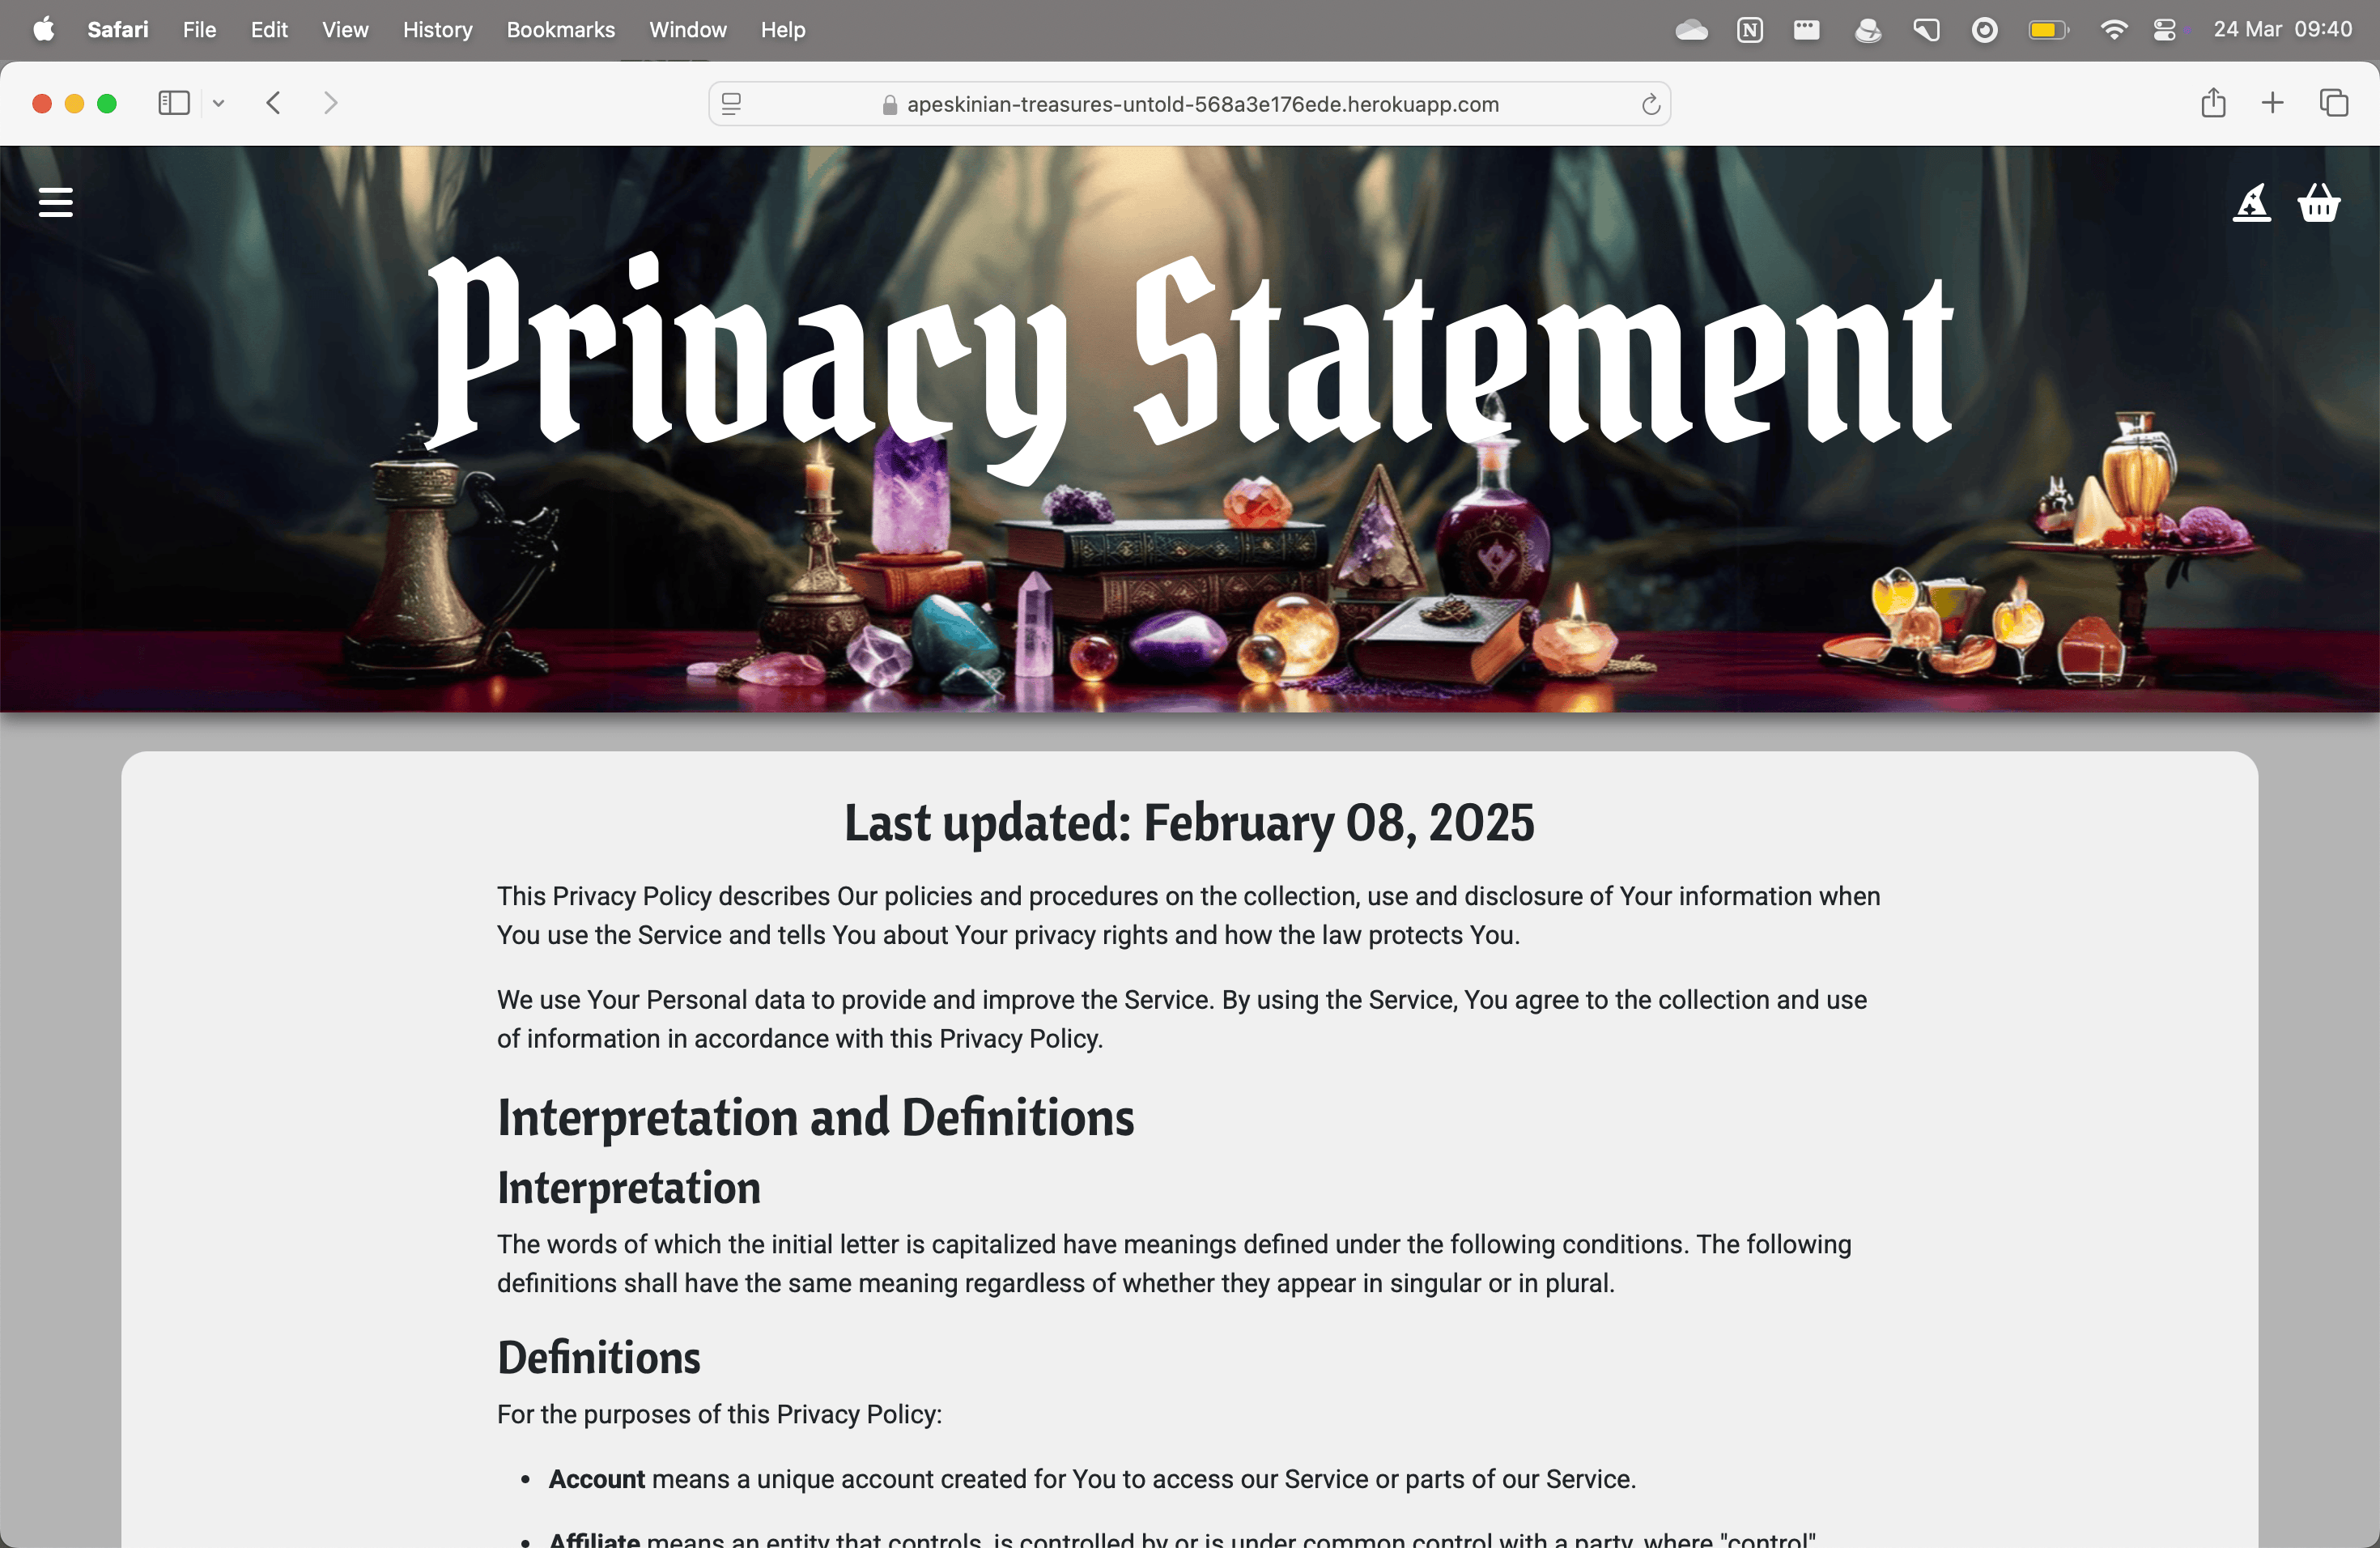 Safari File Edit View History Bookmarks Window Help 24 Mar 09:40
apeskinian-treasures-untold-568a3e176ede.herokuapp.com
Privacy Statement
Last updated: February 08, 2025
This Privacy Policy describes Our policies and procedures on the collection, use and disclosure of Your information when
You use the Service and tells You about Your privacy rights and how the law protects You.
We use Your Personal data to provide and improve the Service. By using the Service, You agree to the collection and use
of information in accordance with this Privacy Policy.
Interpretation and Definitions
Interpretation
The words of which the initial letter is capitalized have meanings defined under the following conditions. The following
definitions shall have the same meaning regardless of whether they appear in singular or in plural.
Definitions
For the purposes of this Privacy Policy:
• Account means a unique account created for You to access our Service or parts of our Service.
• Affiliate means an entity that controls, is controlled by or is under common control with a party, where "control"